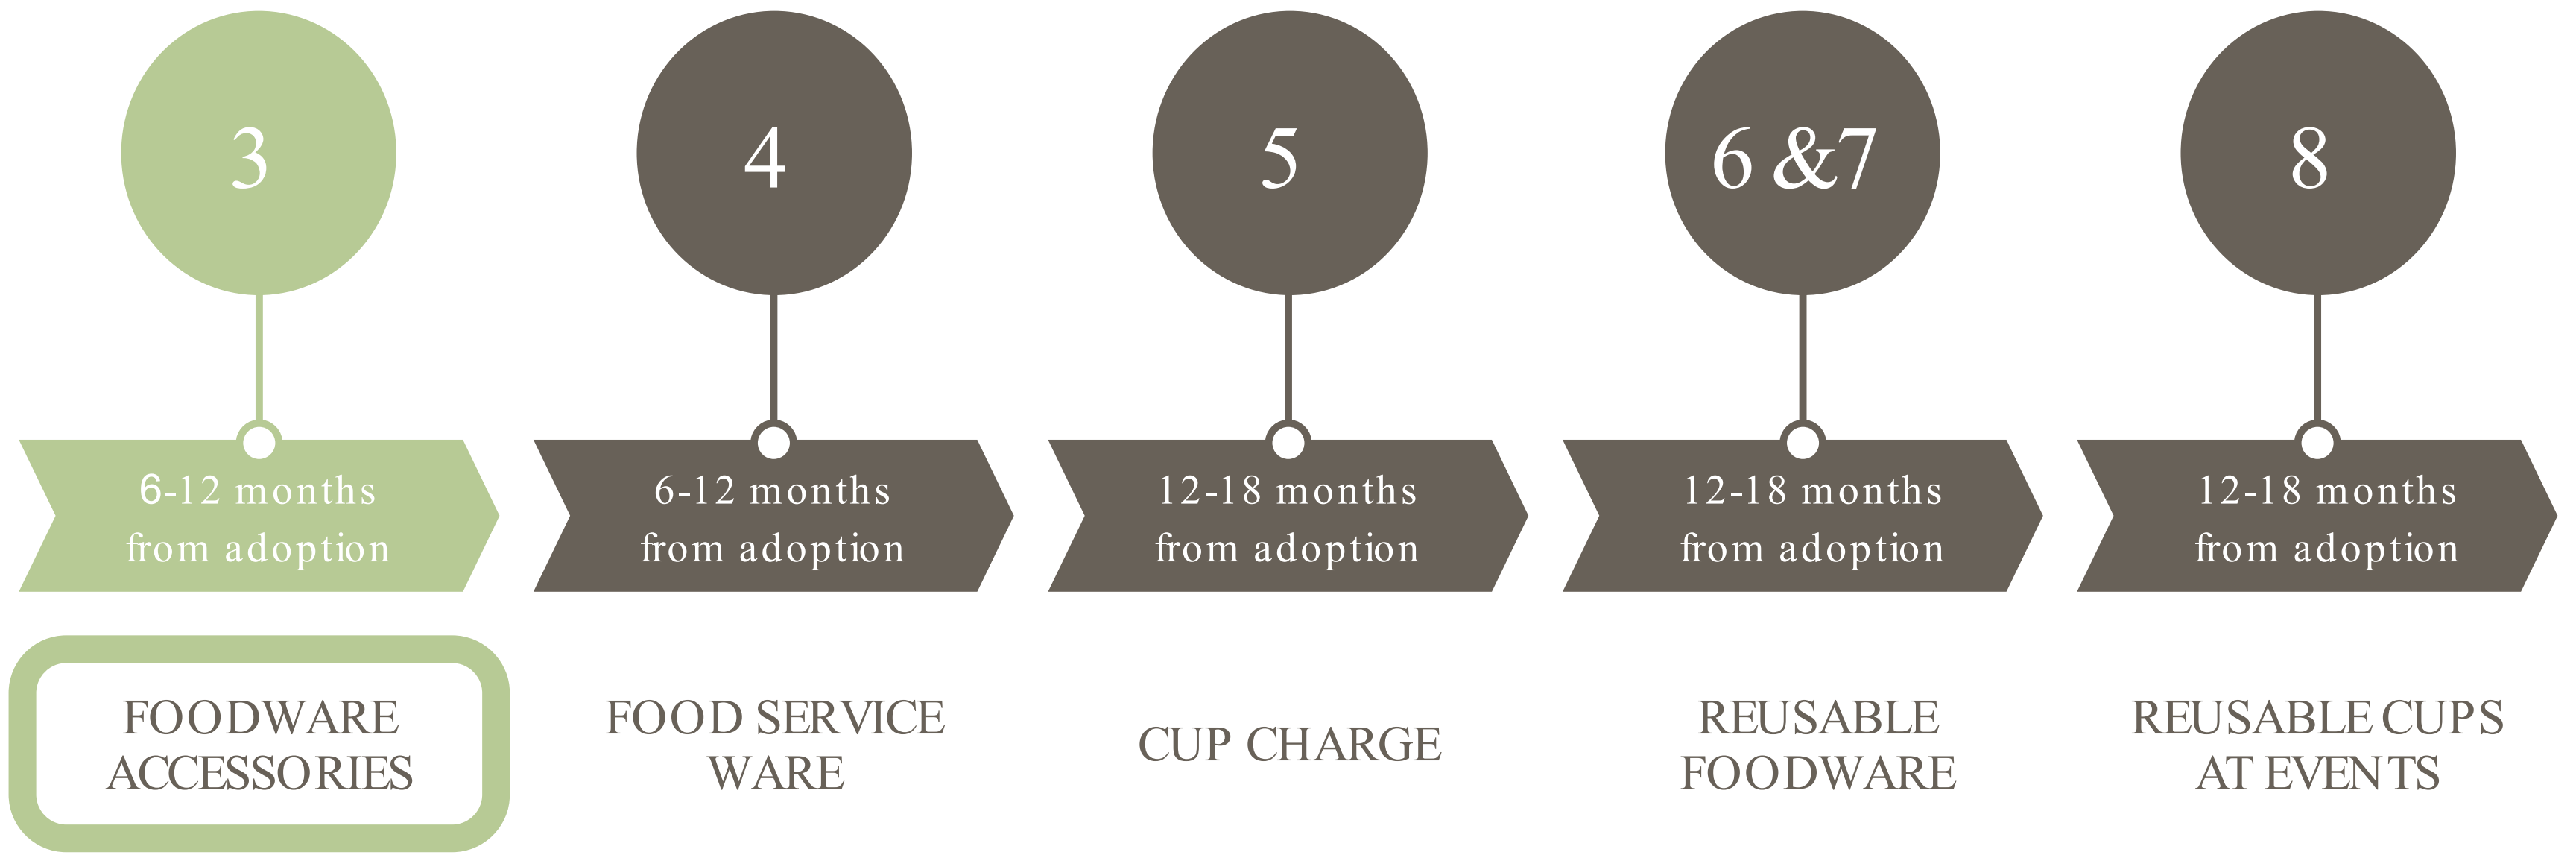 3
4
5
6 &7
8
6-12 months
from adoption
6-12 months
from adoption
12-18 months
from adoption
12-18 months
from adoption
12-18 months
from adoption
FOODWARE
ACCESSORIES
FOOD SERVICE
WARE
CUP CHARGE
REUSABLE
FOODWARE
REUSABLE CUPS
AT EVENTS